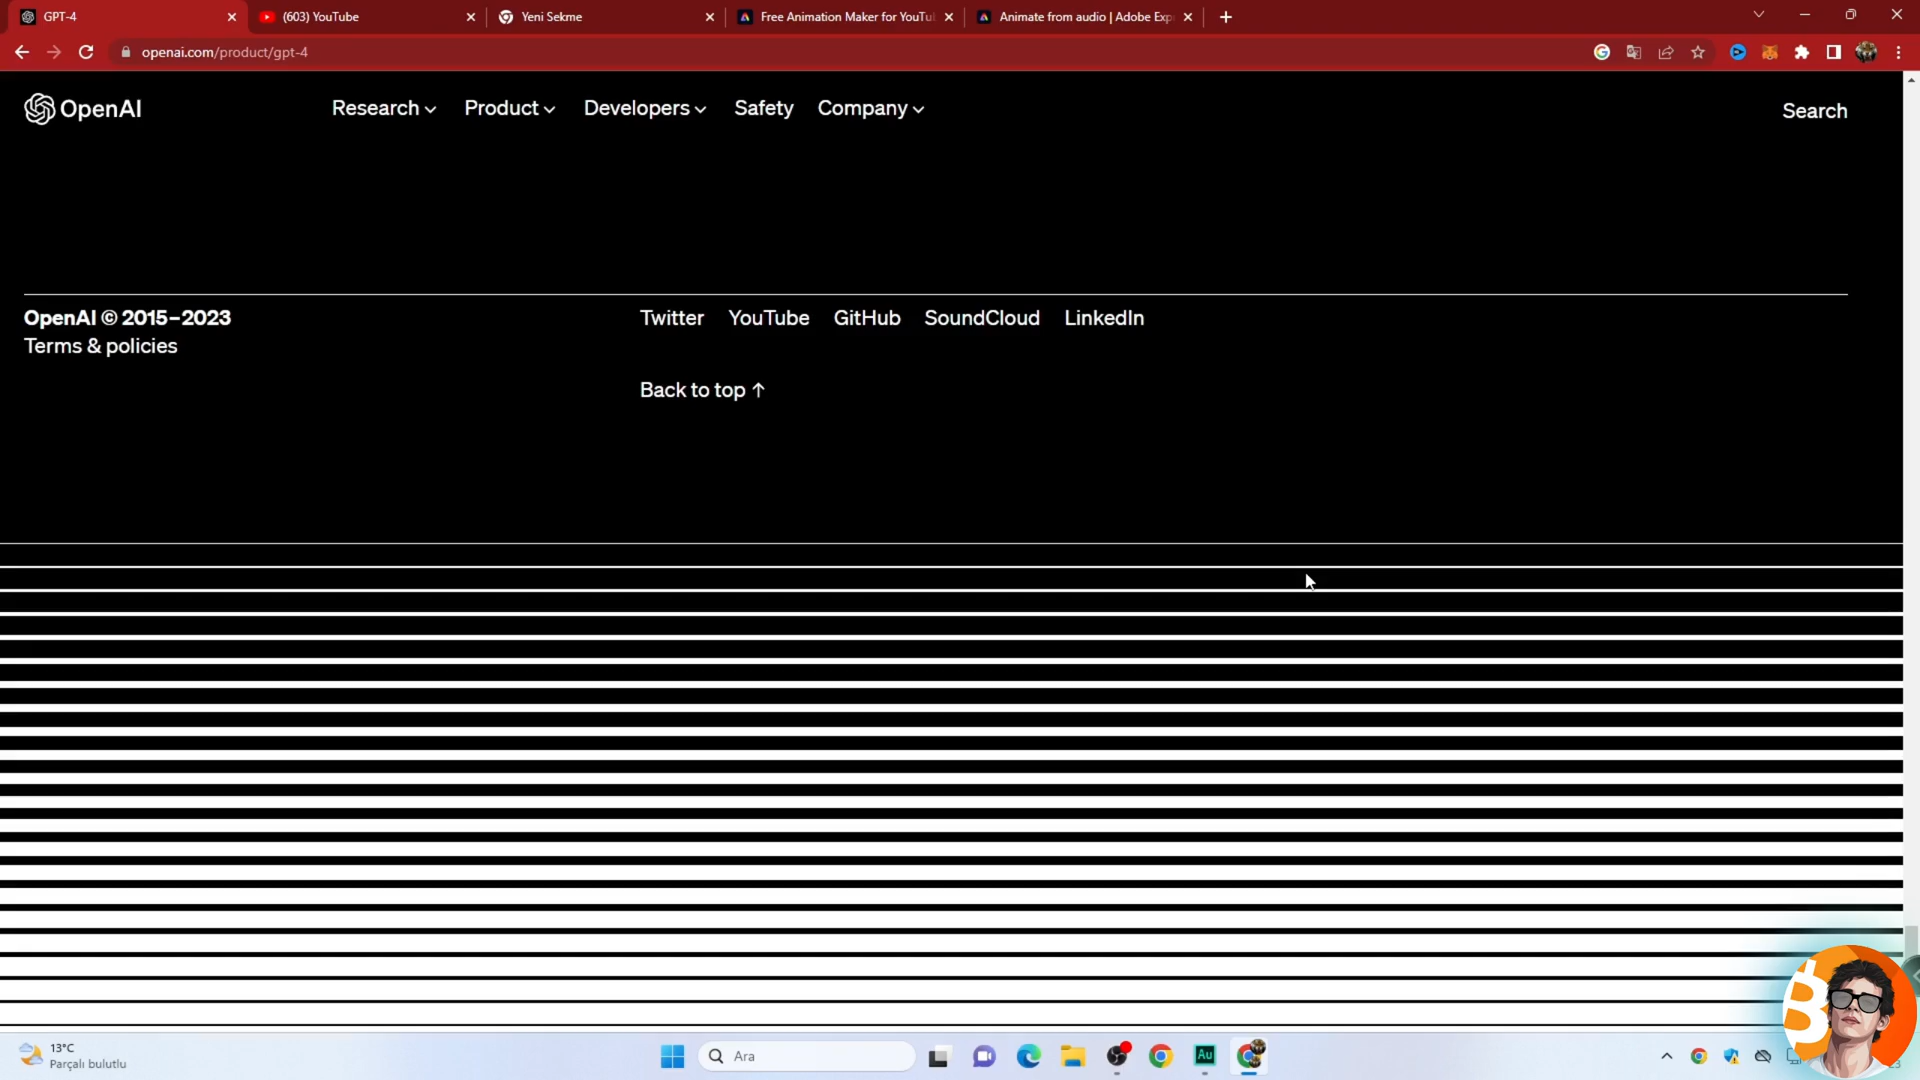 GPT-4
(603) YouTube
Yeni Sekme
Free Animation Maker for YouTu
Animate from audio | Adobe Exp
openai.com/product/gpt-4
OpenAI
Research
Product
Developers
Safety
Company
Search
OpenAI © 2015–2023
Terms & policies
Twitter
YouTube
GitHub
SoundCloud
LinkedIn
Back to top ↑
13°C
Parçalı bulutlu
Ara
Au